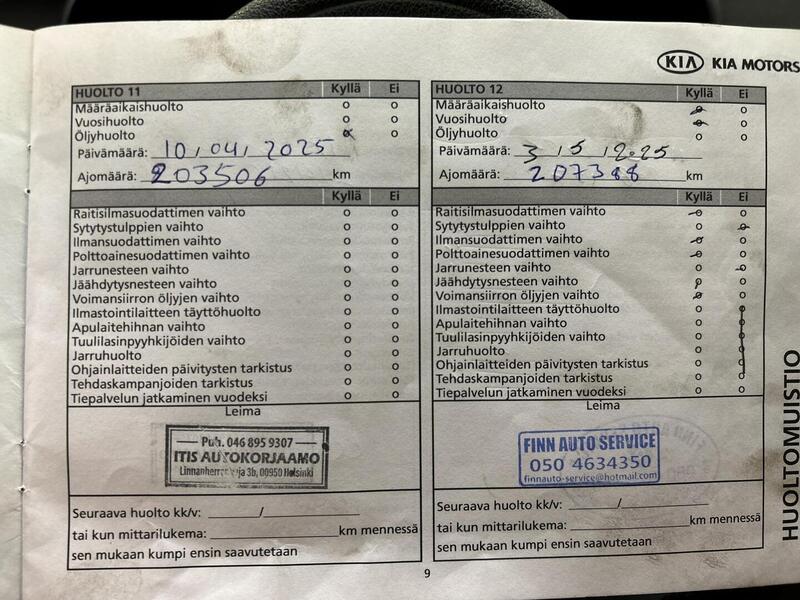 KIA KIA MOTORS
HUOLTO 11 Kyllä Ei
Määräaikaishuolto o o
Vuosihuolto o o
Öljyhuolto x o
Päivämäärä: 10/04/2025
Ajomäärä: 203506 km
Kyllä Ei
Raitisilmasuodattimen vaihto o o
Sytytystulppien vaihto o o
Ilmansuodattimen vaihto o o
Polttoainesuodattimen vaihto o o
Jarrunesteen vaihto o o
Jäähdytysnesteen vaihto o o
Voimansiirron öljyjen vaihto o o
Ilmastointilaitteen täyttöhuolto o o
Apulaitehihnan vaihto o o
Tuulilasinpyyhkijöiden vaihto o o
Jarruhuolto o o
Ohjainlaitteiden päivitysten tarkistus o o
Tehdaskampanjoiden tarkistus o o
Tiepalvelun jatkaminen vuodeksi o o
Leima
Puh. 046 895 9307
ITIS AUTOKORJAAMO
3b, 00950 Helsinki
Seuraava huolto kk/v: /
tai kun mittarilukema: km mennessä
sen mukaan kumpi ensin saavutetaan
HUOLTO 12 Kyllä Ei
Määräaikaishuolto o o
Vuosihuolto o o
Öljyhuolto o o
Päivämäärä: 3/5/2025
Ajomäärä: 207388 km
Kyllä Ei
Raitisilmasuodattimen vaihto o o
Sytytystulppien vaihto o o
Ilmansuodattimen vaihto o o
Polttoainesuodattimen vaihto o o
Jarrunesteen vaihto o o
Jäähdytysnesteen vaihto o o
Voimansiirron öljyjen vaihto o o
Ilmastointilaitteen täyttöhuolto o o
Apulaitehihnan vaihto o o
Tuulilasinpyyhkijöiden vaihto o o
Jarruhuolto o o
Ohjainlaitteiden päivitysten tarkistus o o
Tehdaskampanjoiden tarkistus o o
Tiepalvelun jatkaminen vuodeksi o o
Leima
FINN AUTO SERVICE
050 4634350
finnauto-service@hotmail.com
Seuraava huolto kk/v: /
tai kun mittarilukema: km mennessä
sen mukaan kumpi ensin saavutetaan
HUOLTOMUISTIO
9